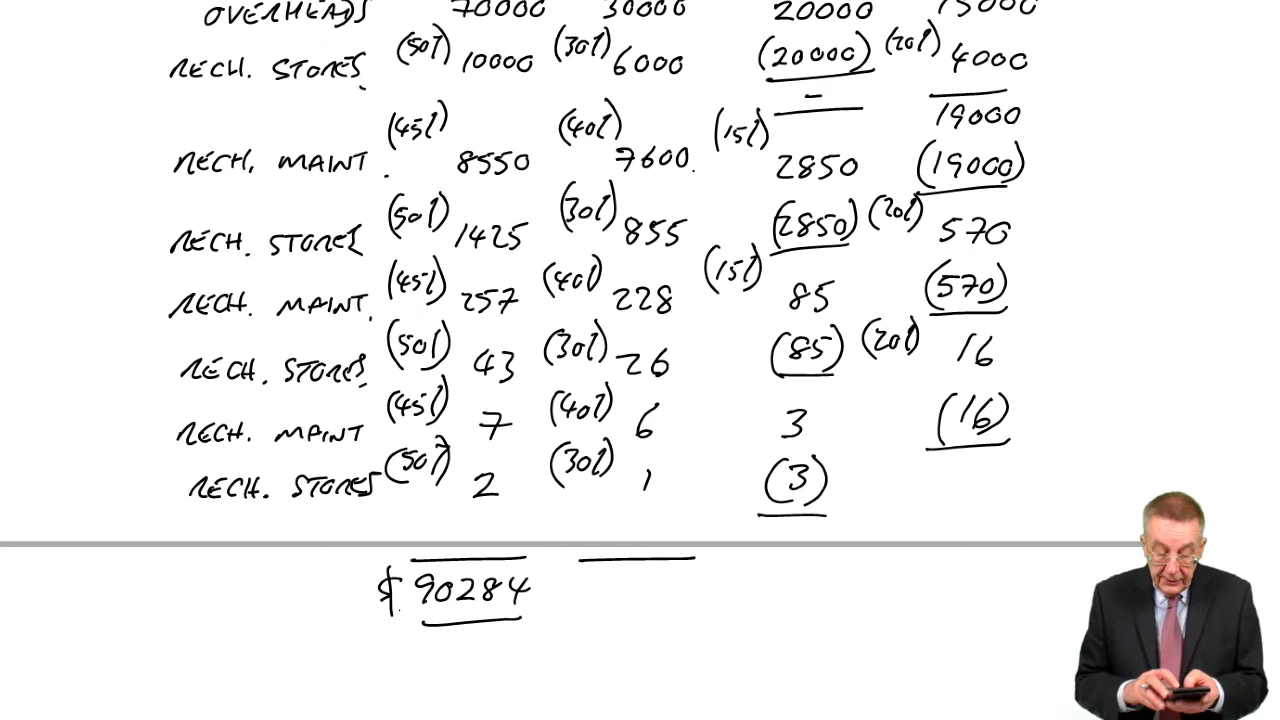 OVERHEADS 70000 30000 20000 15000
RECH. STORES (50%) 10000 (30%) 6000 (20000) (20%) 4000
- 19000
RECH. MAINT. (45%) 8550 (40%) 7600. (15%) 2850 (19000)
RECH. STORES (50%) 1425 (30%) 855 (2850) (20%) 570
RECH. MAINT. (45%) 257 (40%) 228 (15%) 85 (570)
RECH. STORES (50%) 43 (30%) 26 (85) (20%) 16
RECH. MAINT (45%) 7 (40%) 6 3 (16)
RECH. STORES (50%) 2 (30%) 1 (3)
$ 90284